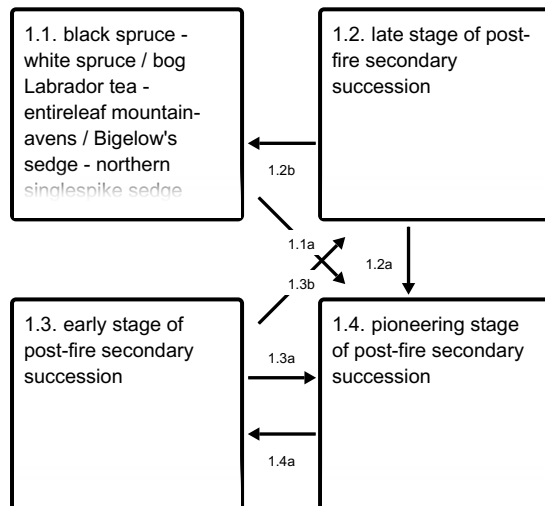 1.1. black spruce -
white spruce / bog
Labrador tea -
entireleaf mountain-
avens / Bigelow's
sedge - northern
singlespike sedge
1.2. late stage of post-
fire secondary
succession
1.2b
1.1a
1.3b
1.2a
1.3. early stage of
post-fire secondary
succession
1.4. pioneering stage
of post-fire secondary
succession
1.3a
1.4a